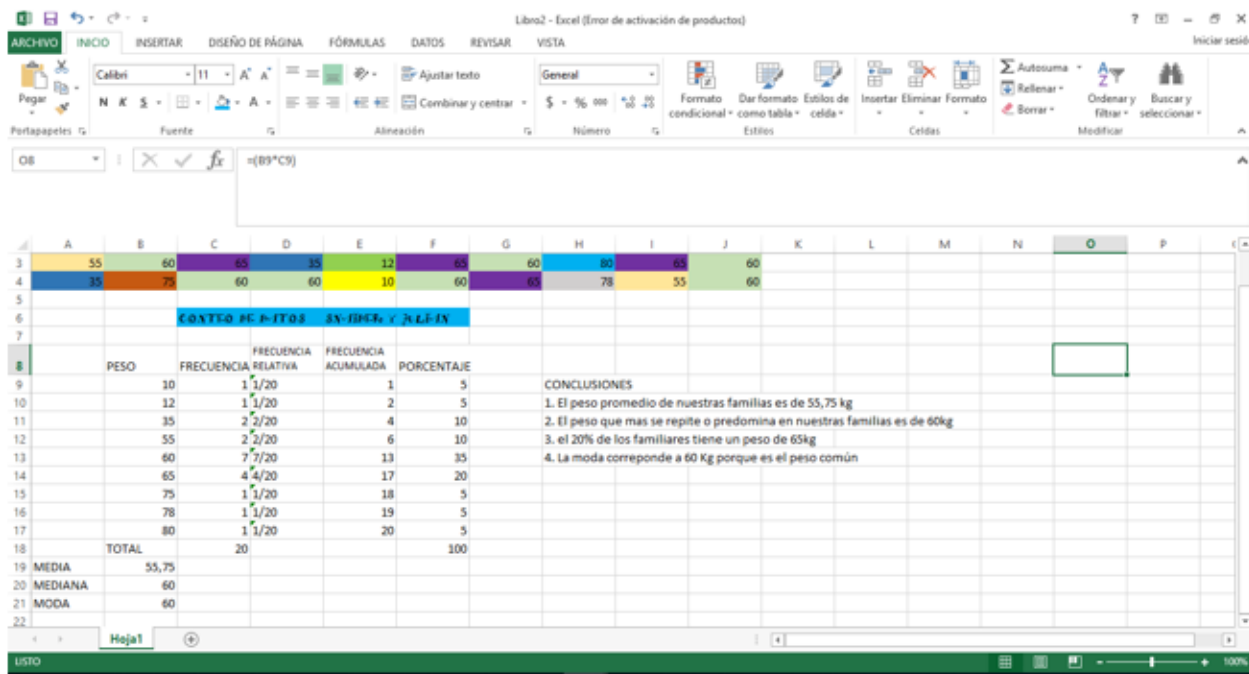 Libro2 - Excel (Error de activación de productos)
ARCHIVO INICIO INSERTAR DISEÑO DE PÁGINA FÓRMULAS DATOS REVISAR VISTA Iniciar sesió
Pegar
Calibri 11 A A
N K S A
Ajustar texto
Combinar y centrar
General
$ % 000
Formato condicional
Dar formato como tabla
Estilos de celda
Insertar Eliminar Formato
Autosuma
Rellenar
Borrar
Ordenar y filtrar
Buscar y seleccionar
Portapapeles Fuente Alineación Número Estilos Celdas Modificar
O8 fx =(B9*C9)
A B C D E F G H I J K L M N O P
3 55 60 65 35 12 65 60 80 65 60
4 35 75 60 60 10 60 65 78 55 60
5
6 CONTEO DE
7
8 PESO FRECUENCIA FRECUENCIA RELATIVA FRECUENCIA ACUMULADA PORCENTAJE
9 10 1 1/20 1 5 CONCLUSIONES
10 12 1 1/20 2 5 1. El peso promedio de nuestras familias es de 55,75 kg
11 35 2 2/20 4 10 2. El peso que mas se repite o predomina en nuestras familias es de 60kg
12 55 2 2/20 6 10 3. el 20% de los familiares tiene un peso de 65kg
13 60 7 7/20 13 35 4. La moda correponde a 60 Kg porque es el peso común
14 65 4 4/20 17 20
15 75 1 1/20 18 5
16 78 1 1/20 19 5
17 80 1 1/20 20 5
18 TOTAL 20 100
19 MEDIA 55,75
20 MEDIANA 60
21 MODA 60
22
Hoja1
LISTO 100%